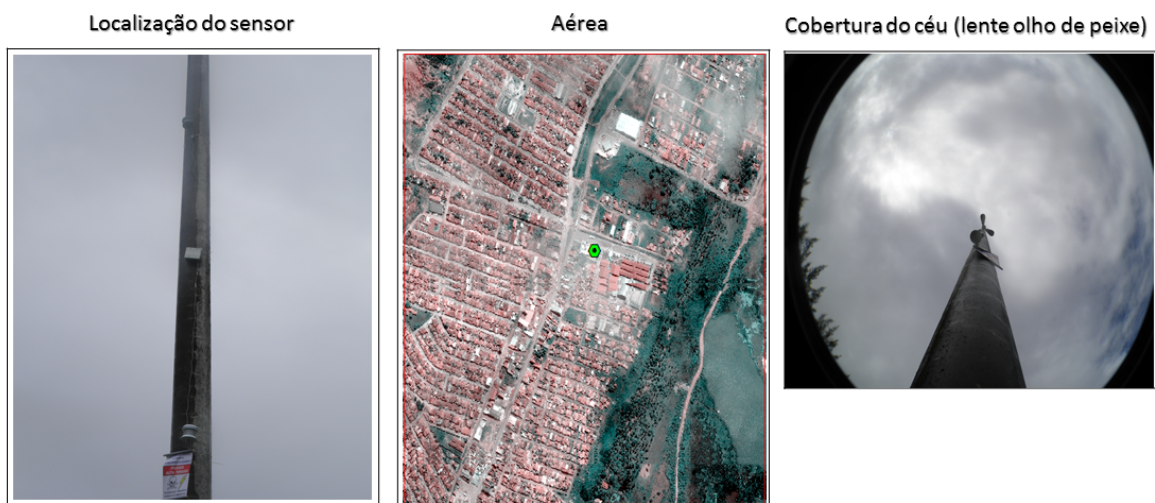 Localização do sensor
Aérea
Cobertura do céu (lente olho de peixe)